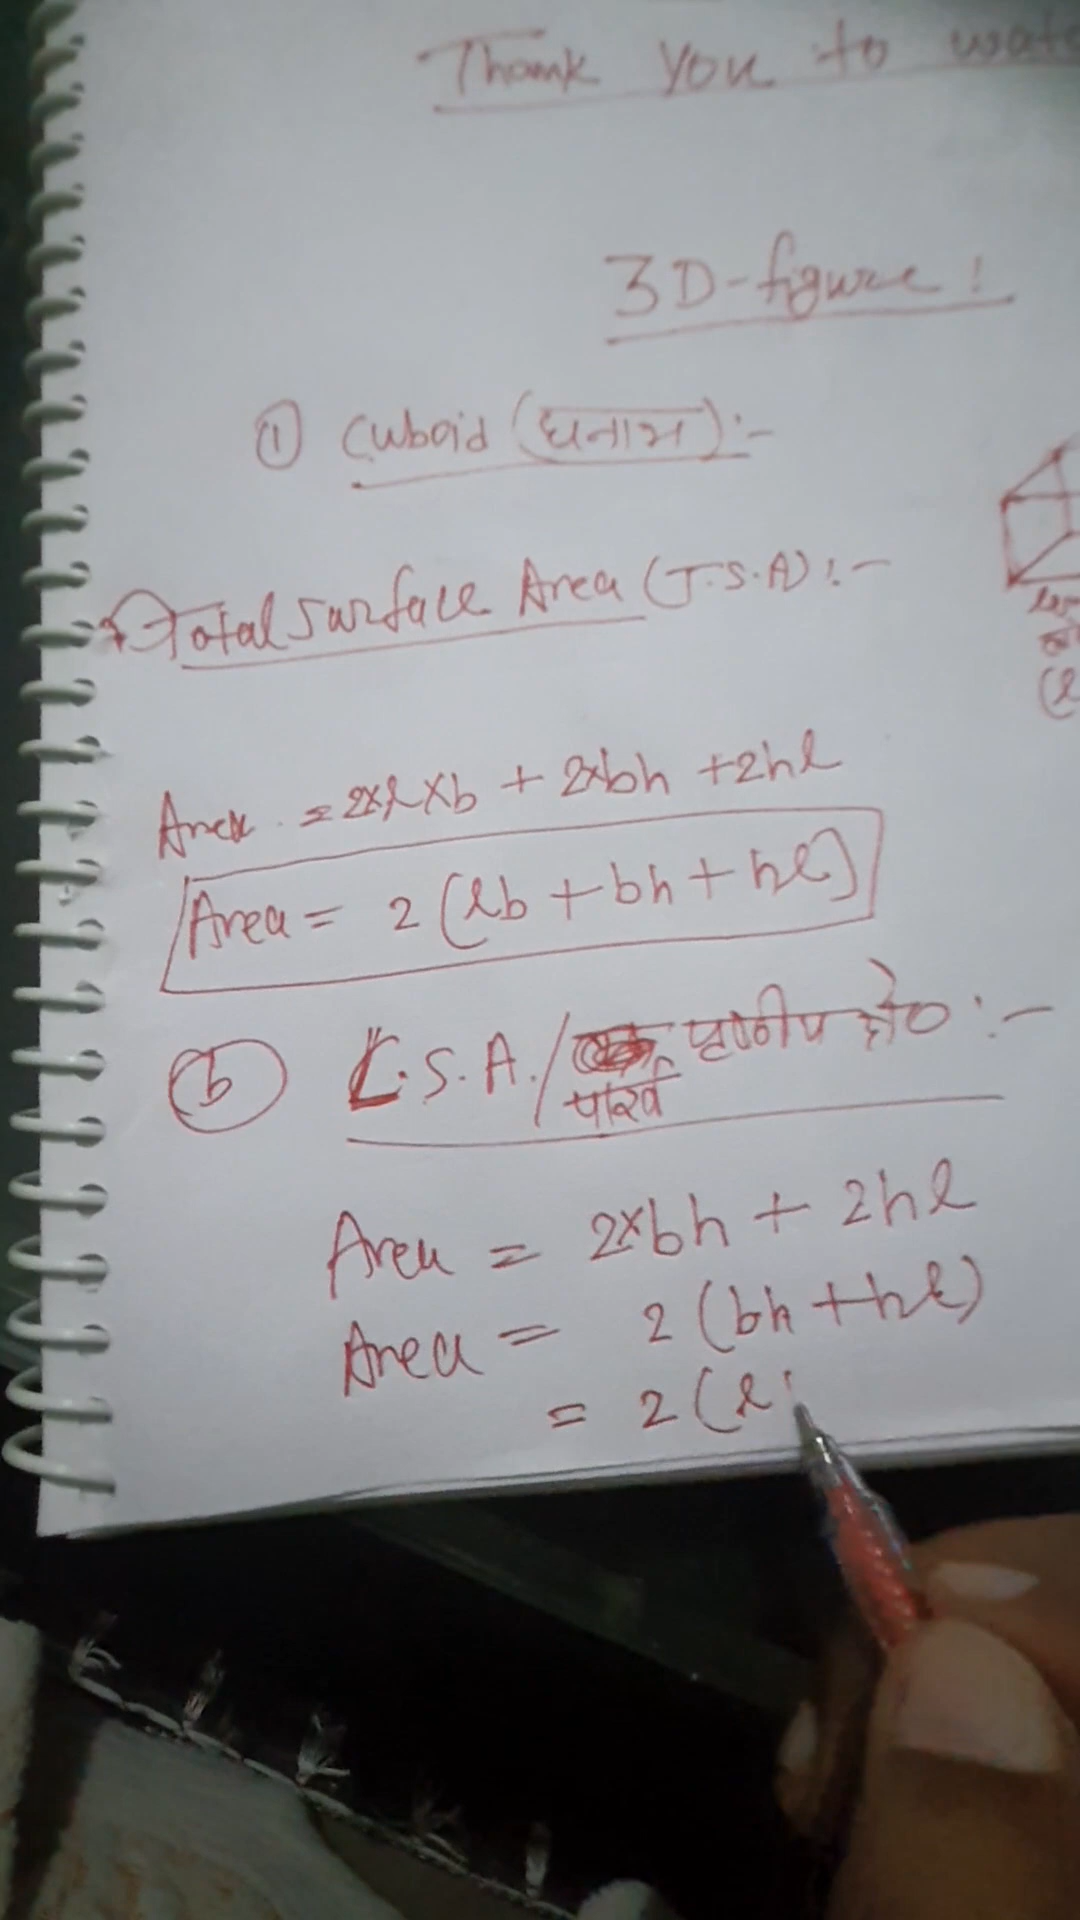 Thank you to
3D-figure :
① Cuboid (घनाभ) :-
Total Surface Area (T.S.A) :-
Area = 2×l×b + 2×bh + 2hl
Area = 2 (lb + bh + hl)
ⓑ L.S.A. / पार्श्व पृष्ठीय क्षे० :-
Area = 2×bh + 2hl
Area = 2 (bh + hl)
= 2 (l